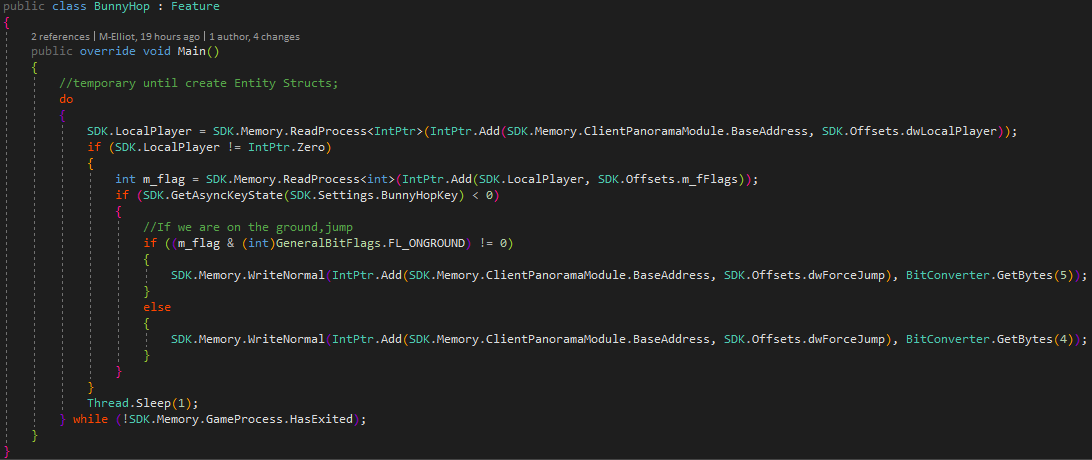 public class BunnyHop : Feature
{
2 references | M-Elliot, 19 hours ago | 1 author, 4 changes
public override void Main()
{
//temporary until create Entity Structs;
do
{
SDK.LocalPlayer = SDK.Memory.ReadProcess<IntPtr>(IntPtr.Add(SDK.Memory.ClientPanoramaModule.BaseAddress, SDK.Offsets.dwLocalPlayer));
if (SDK.LocalPlayer != IntPtr.Zero)
{
int m_flag = SDK.Memory.ReadProcess<int>(IntPtr.Add(SDK.LocalPlayer, SDK.Offsets.m_fFlags));
if (SDK.GetAsyncKeyState(SDK.Settings.BunnyHopKey) < 0)
{
//If we are on the ground,jump
if ((m_flag & (int)GeneralBitFlags.FL_ONGROUND) != 0)
{
SDK.Memory.WriteNormal(IntPtr.Add(SDK.Memory.ClientPanoramaModule.BaseAddress, SDK.Offsets.dwForceJump), BitConverter.GetBytes(5));
}
else
{
SDK.Memory.WriteNormal(IntPtr.Add(SDK.Memory.ClientPanoramaModule.BaseAddress, SDK.Offsets.dwForceJump), BitConverter.GetBytes(4));
}
}
}
Thread.Sleep(1);
} while (!SDK.Memory.GameProcess.HasExited);
}
}